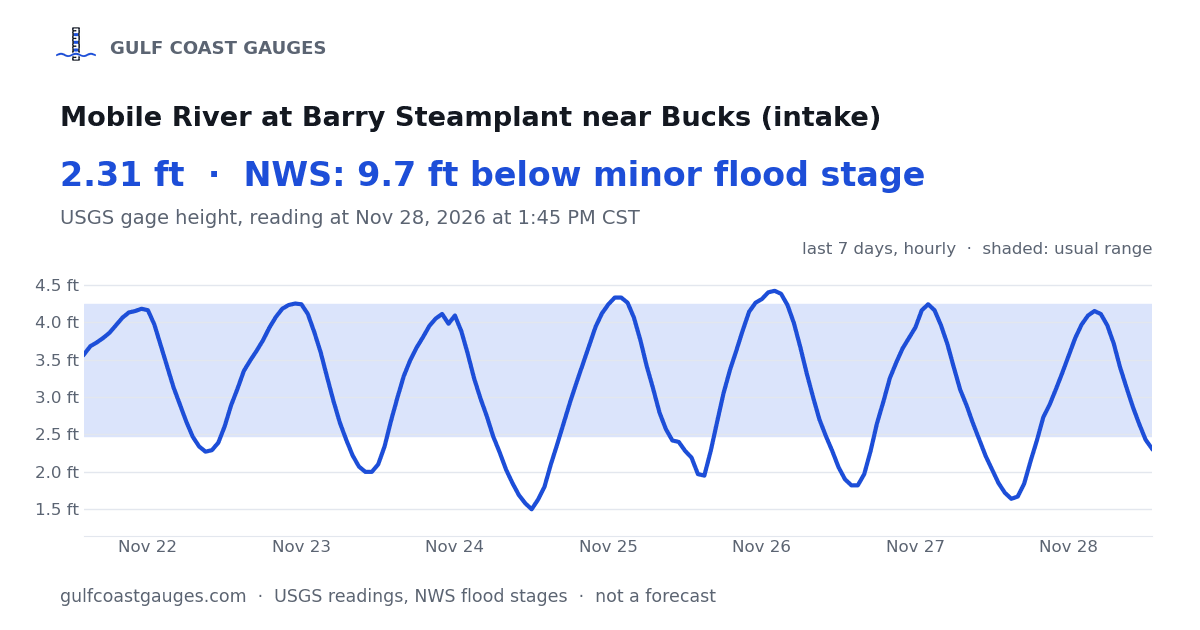 GULF COAST GAUGES
Mobile River at Barry Steamplant near Bucks (intake)
2.31 ft · NWS: 9.7 ft below minor flood stage
USGS gage height, reading at Nov 28, 2026 at 1:45 PM CST
last 7 days, hourly · shaded: usual range
4.5 ft
4.0 ft
3.5 ft
3.0 ft
2.5 ft
2.0 ft
1.5 ft
Nov 22 Nov 23 Nov 24 Nov 25 Nov 26 Nov 27 Nov 28
gulfcoastgauges.com · USGS readings, NWS flood stages · not a forecast